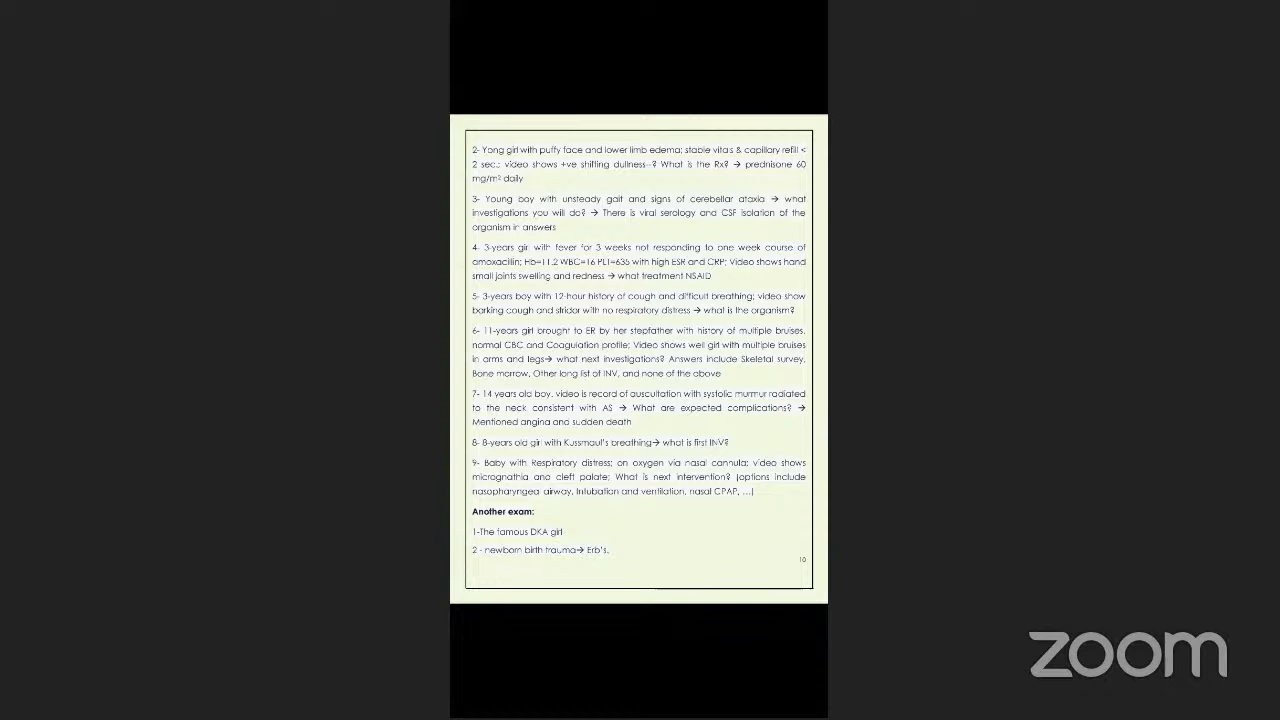 2- Yong girl with puffy face and lower limb edema; stable vitals & capillary refill <
2 sec.; video shows +ve shifting dullness--? What is the Rx? → prednisone 60
mg/m² daily
3- Young boy with unsteady gait and signs of cerebellar ataxia → what
investigations you will do? → There is viral serology and CSF isolation of the
organism in answers
4- 3-years girl with fever for 3 weeks not responding to one week course of
amoxacillin; Hb=11.2 WBC=16 PLT=635 with high ESR and CRP; Video shows hand
small joints swelling and redness → what treatment NSAID
5- 3-years boy with 12-hour history of cough and difficult breathing; video show
barking cough and stridor with no respiratory distress → what is the organism?
6- 11-years girl brought to ER by her stepfather with history of multiple bruises,
normal CBC and Coagulation profile; Video shows well girl with multiple bruises
in arms and legs→ what next investigations? Answers include Skeletal survey,
Bone marrow, Other long list of INV, and none of the above
7- 14 years old boy, video is record of auscultation with systolic murmur radiated
to the neck consistent with AS → What are expected complications? →
Mentioned angina and sudden death
8- 8-years old girl with Kussmaul's breathing→ what is first INV?
9- Baby with Respiratory distress; on oxygen via nasal cannula; video shows
micrognathia and cleft palate; What is next intervention? (options include
nasopharyngeal airway, Intubation and ventilation, nasal CPAP, ...)
Another exam:
1-The famous DKA girl
2 - newborn birth trauma→ Erb's.
10
zoom